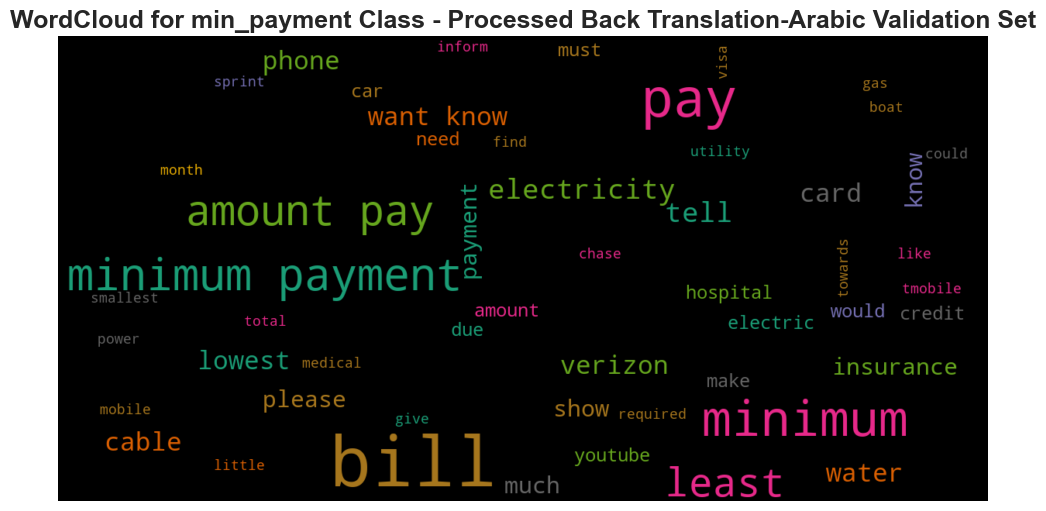 WordCloud for min_payment Class - Processed Back Translation-Arabic Validation Set
inform
must
visa
phone
sprint
car
pay
gas
boat
want know
need
find
utility
could
month
know
electricity
card
amount pay
payment
tell
minimum payment
chase
towards
like
smallest
hospital
tmobile
total
amount
due
electric
would
credit
power
lowest
medical
verizon
insurance
make
mobile
please
give
show
required
minimum
cable
bill
little
youtube
much
least
water